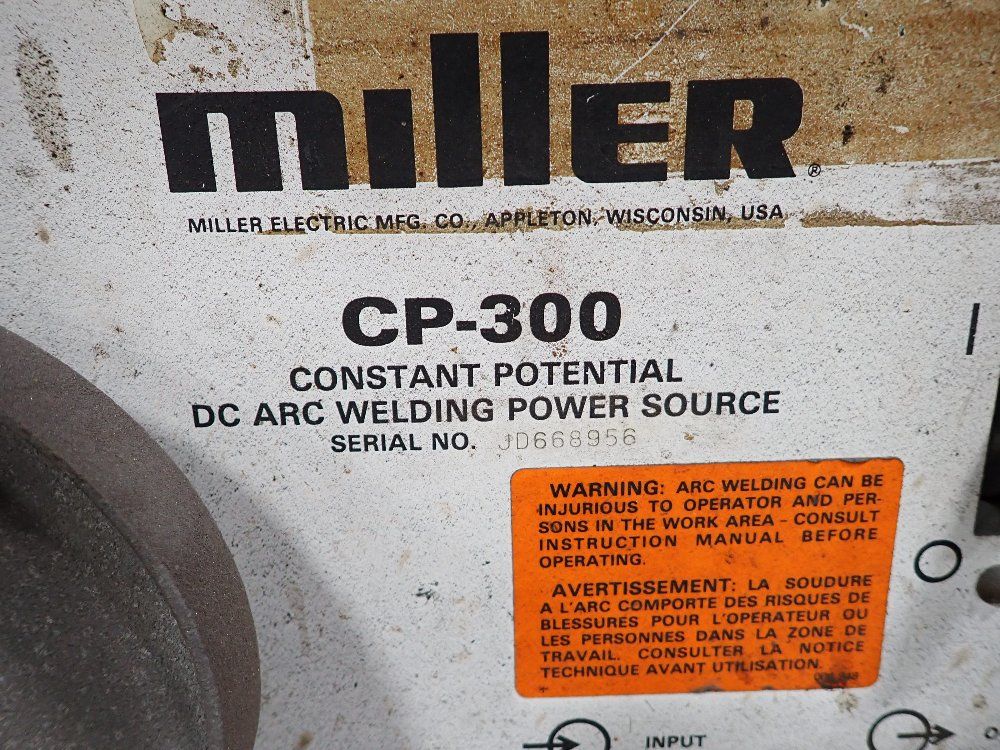 miller®
MILLER ELECTRIC MFG. CO., APPLETON, WISCONSIN, USA
CP-300
CONSTANT POTENTIAL
DC ARC WELDING POWER SOURCE
SERIAL NO. JD668956
WARNING: ARC WELDING CAN BE
INJURIOUS TO OPERATOR AND PER-
SONS IN THE WORK AREA - CONSULT
INSTRUCTION MANUAL BEFORE
OPERATING.
AVERTISSEMENT: LA SOUDURE
A L'ARC COMPORTE DES RISQUES DE
BLESSURES POUR L'OPERATEUR OU
LES PERSONNES DANS LA ZONE DE
TRAVAIL. CONSULTER LA NOTICE
TECHNIQUE AVANT UTILISATION.
INPUT